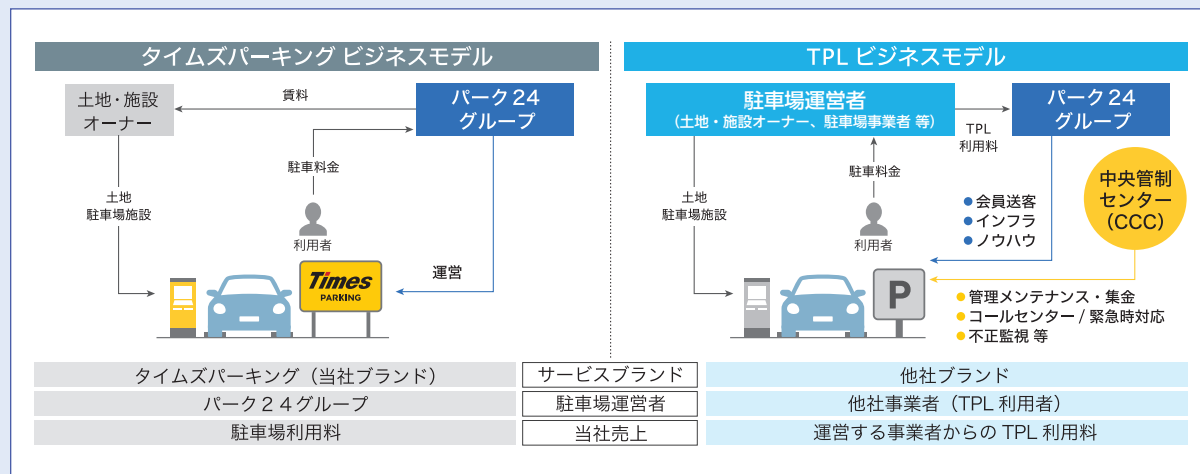 タイムズパーキング ビジネスモデル
土地・施設
オーナー
賃料
パーク24
グループ
駐車料金
土地
駐車場施設
利用者
Times
PARKING
運営
TPL ビジネスモデル
駐車場運営者
(土地・施設オーナー、駐車場事業者 等)
TPL
利用料
パーク24
グループ
駐車料金
土地
駐車場施設
利用者
●会員送客
●インフラ
●ノウハウ
中央管制
センター
(CCC)
P
●管理メンテナンス・集金
●コールセンター / 緊急時対応
●不正監視 等
タイムズパーキング (当社ブランド) サービスブランド 他社ブランド
パーク24グループ 駐車場運営者 他社事業者 (TPL 利用者)
駐車場利用料 当社売上 運営する事業者からの TPL 利用料